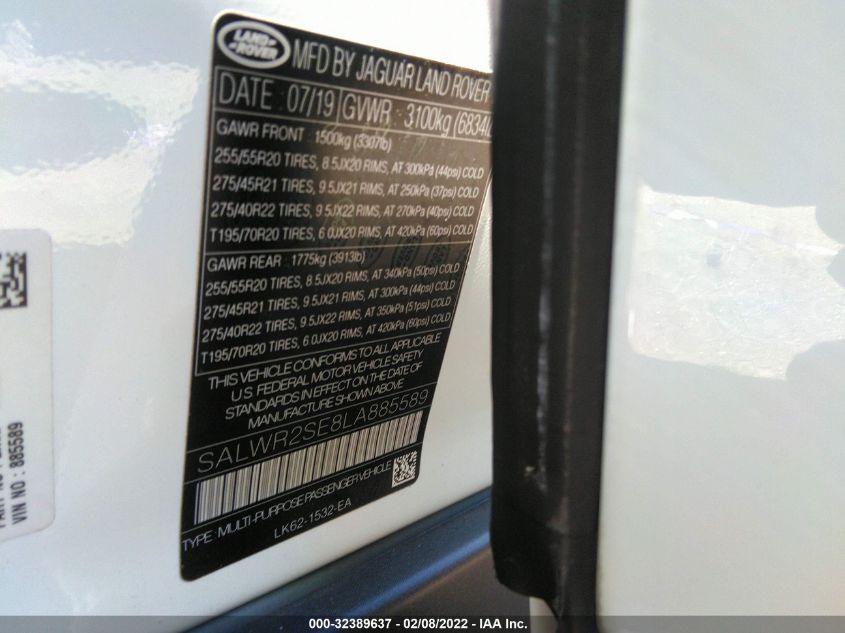 LAND
ROVER
MFD BY JAGUAR LAND ROVER
DATE 07/19 GVWR 3100kg (6834l
GAWR FRONT 1500kg (3307lb)
255/55R20 TIRES, 8.5JX20 RIMS, AT 300kPa (44psi) COLD
275/45R21 TIRES, 9.5JX21 RIMS, AT 250kPa (37psi) COLD
275/40R22 TIRES, 9.5JX22 RIMS, AT 270kPa (40psi) COLD
T195/70R20 TIRES, 6.0JX20 RIMS, AT 420kPa (60psi) COLD
GAWR REAR 1775kg (3913lb)
255/55R20 TIRES, 8.5JX20 RIMS, AT 340kPa (50psi) COLD
275/45R21 TIRES, 9.5JX21 RIMS, AT 300kPa (44psi) COLD
275/40R22 TIRES, 9.5JX22 RIMS, AT 350kPa (51psi) COLD
T195/70R20 TIRES, 6.0JX20 RIMS, AT 420kPa (60psi) COLD
THIS VEHICLE CONFORMS TO ALL APPLICABLE
U.S. FEDERAL MOTOR VEHICLE SAFETY
STANDARDS IN EFFECT ON THE DATE OF
MANUFACTURE SHOWN ABOVE
SALWR2SE8LA885589
TYPE: MULTI-PURPOSE PASSENGER VEHICLE
LK62-1532-EA
VIN NO : 885589
000-32389637 - 02/08/2022 - IAA Inc.